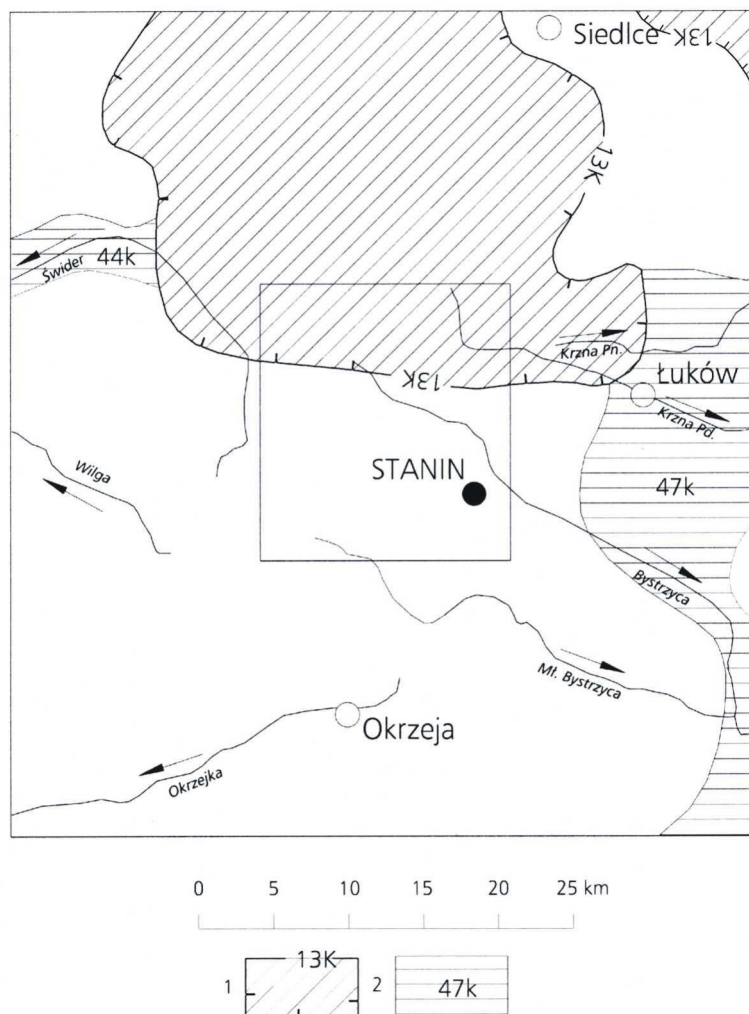 Siedlce
13K
13K
44k
Świder
Krzna Pn.
13K
Łuków
Krzna Pd.
Wilga
STANIN
47k
Bystrzyca
Mł. Bystrzyca
Okrzeja
Okrzejka
0 5 10 15 20 25 km
1 13K 2 47k